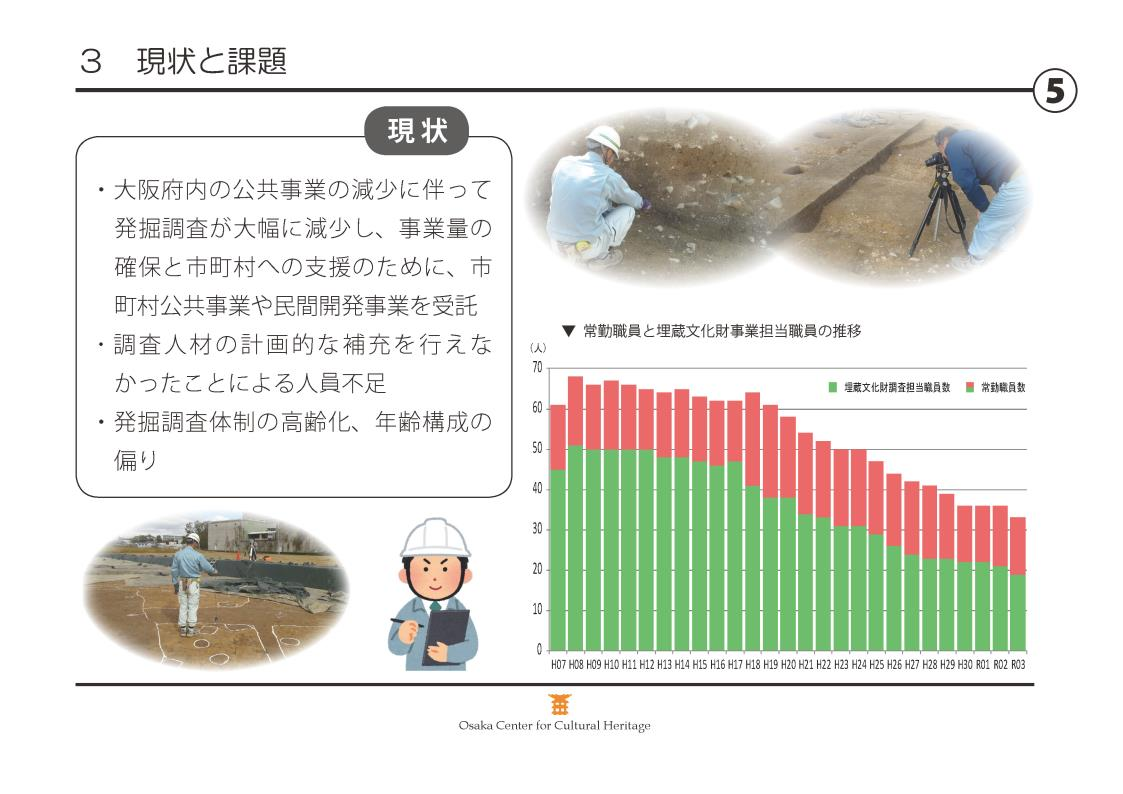 ３　現状と課題
5
現状
・大阪府内の公共事業の減少に伴って
発掘調査が大幅に減少し、事業量の
確保と市町村への支援のために、市
町村公共事業や民間開発事業を受託
・調査人材の計画的な補充を行えな
かったことによる人員不足
・発掘調査体制の高齢化、年齢構成の
偏り
▼ 常勤職員と埋蔵文化財事業担当職員の推移
（人）
70
60
50
40
30
20
10
0
埋蔵文化財調査担当職員数 常勤職員数
H07 H08 H09 H10 H11 H12 H13 H14 H15 H16 H17 H18 H19 H20 H21 H22 H23 H24 H25 H26 H27 H28 H29 H30 R01 R02 R03
Osaka Center for Cultural Heritage